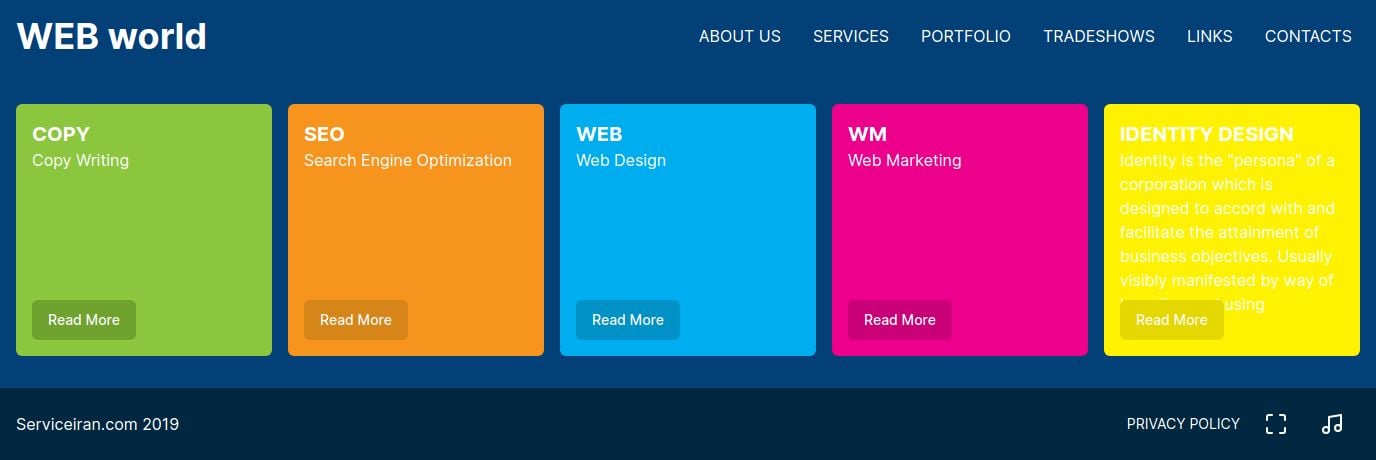 WEB world
ABOUT US SERVICES PORTFOLIO TRADESHOWS LINKS CONTACTS
COPY
Copy Writing
Read More
SEO
Search Engine Optimization
Read More
WEB
Web Design
Read More
WM
Web Marketing
Read More
IDENTITY DESIGN
Identity is the "persona" of a
corporation which is
designed to accord with and
facilitate the attainment of
business objectives. Usually
visibly manifested by way of
using
Read More
Serviceiran.com 2019
PRIVACY POLICY